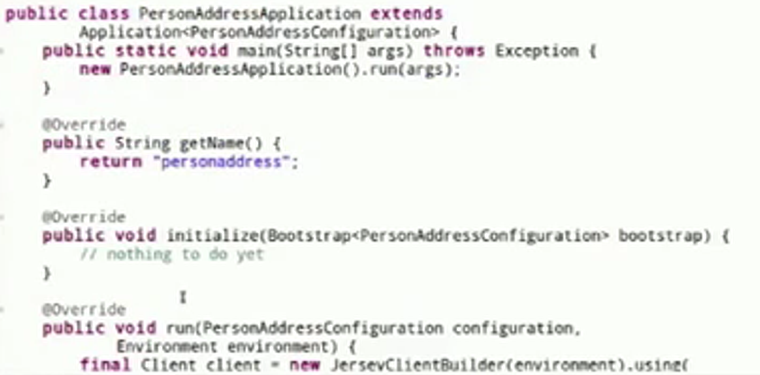 public class PersonAddressApplication extends
Application<PersonAddressConfiguration> {
public static void main(String[] args) throws Exception {
new PersonAddressApplication().run(args);
}
@Override
public String getName() {
return "personaddress";
}
@Override
public void initialize(Bootstrap<PersonAddressConfiguration> bootstrap) {
// nothing to do yet
}
@Override
public void run(PersonAddressConfiguration configuration,
Environment environment) {
final Client client = new JerseyClientBuilder(environment).using(